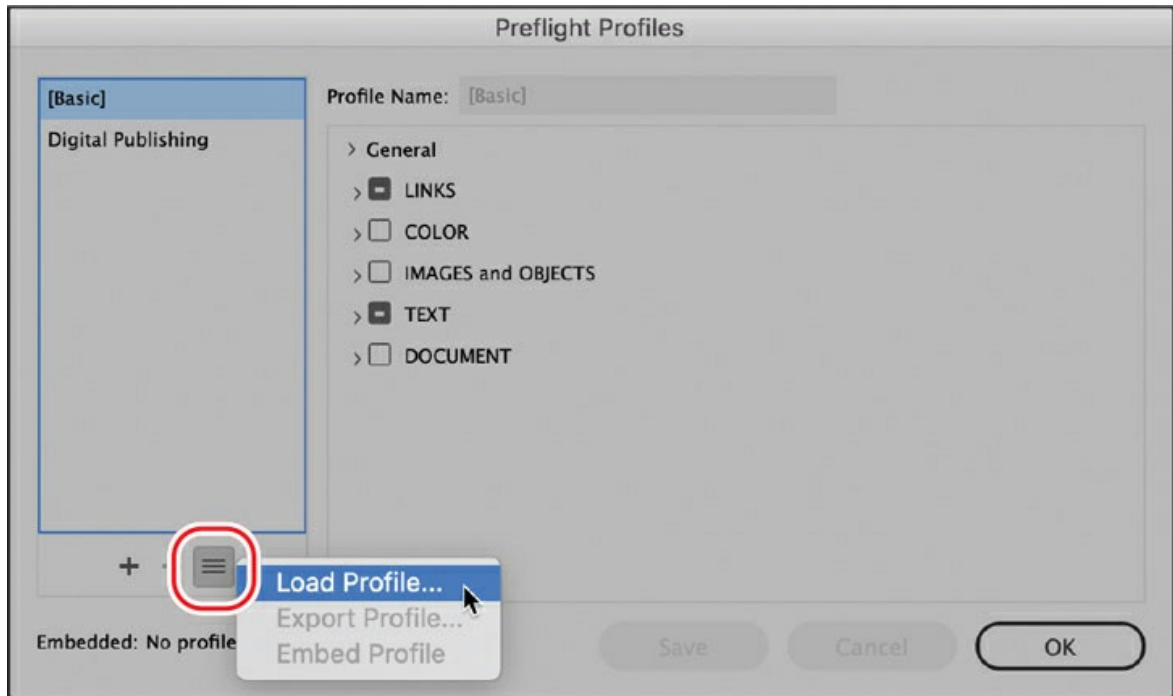 Preflight Profiles
[Basic]
Digital Publishing
Profile Name: [Basic]
General
LINKS
COLOR
IMAGES and OBJECTS
TEXT
DOCUMENT
Load Profile...
Export Profile...
Embed Profile
Embedded: No profile
Save
Cancel
OK